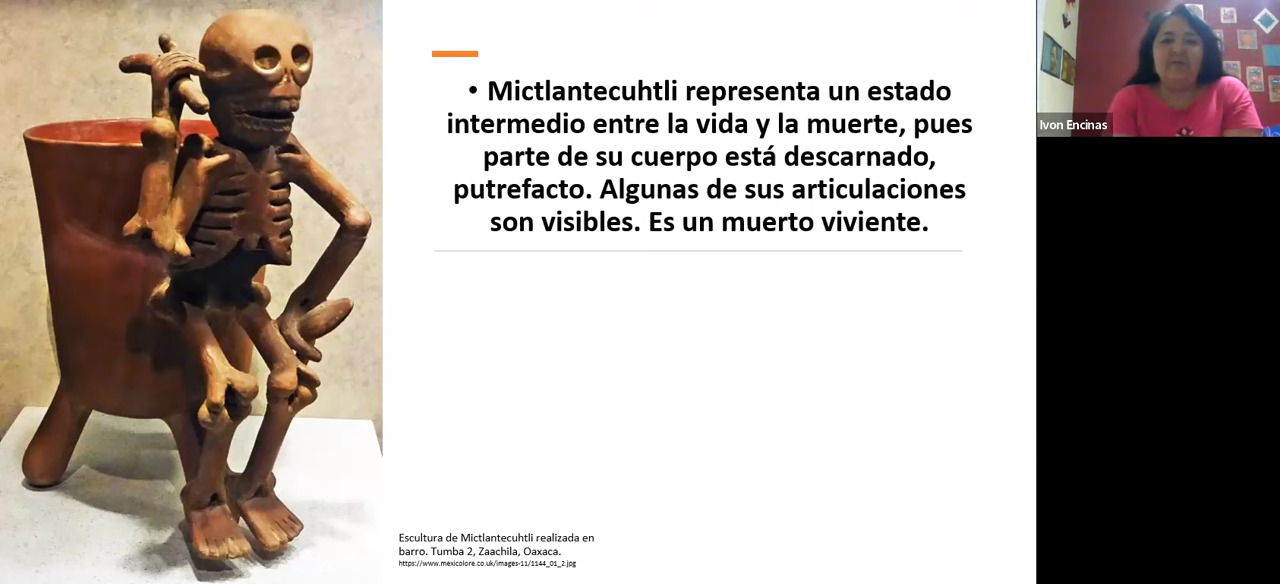 • Mictlantecuhtli representa un estado
intermedio entre la vida y la muerte, pues
parte de su cuerpo está descarnado,
putrefacto. Algunas de sus articulaciones
son visibles. Es un muerto viviente.
Escultura de Mictlantecuhtli realizada en
barro. Tumba 2, Zaachila, Oaxaca.
https://www.mexicolore.co.uk/images-11/1144_01_2.jpg
Ivon Encinas